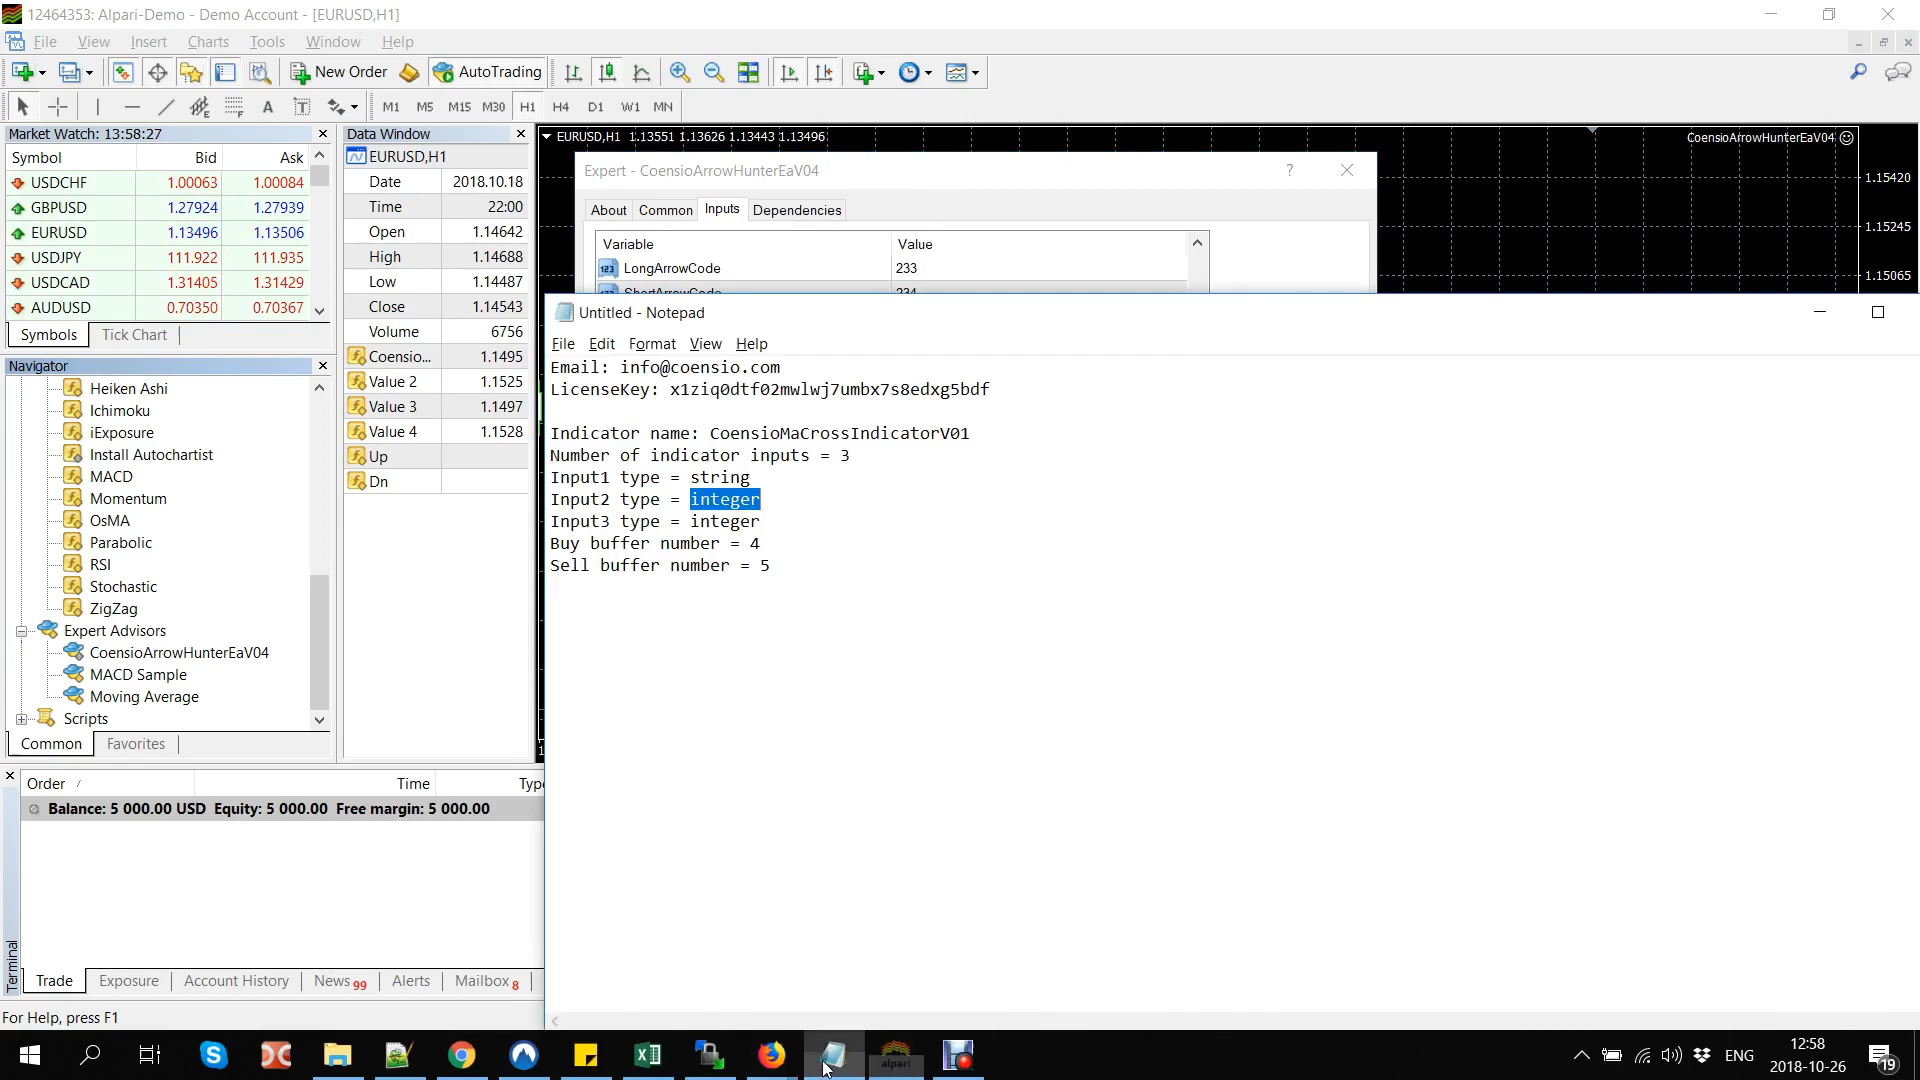 12464353: Alpari-Demo - Demo Account - [EURUSD,H1]
File View Insert Charts Tools Window Help
New Order AutoTrading
M1 M5 M15 M30 H1 H4 D1 W1 MN
Market Watch: 13:58:27
Symbol Bid Ask
USDCHF 1.00063 1.00084
GBPUSD 1.27924 1.27939
EURUSD 1.13496 1.13506
USDJPY 111.922 111.935
USDCAD 1.31405 1.31429
AUDUSD 0.70350 0.70367
Symbols Tick Chart
Navigator
Heiken Ashi
Ichimoku
iExposure
Install Autochartist
MACD
Momentum
OsMA
Parabolic
RSI
Stochastic
ZigZag
Expert Advisors
CoensioArrowHunterEaV04
MACD Sample
Moving Average
Scripts
Common Favorites
Data Window
EURUSD,H1
Date 2018.10.18
Time 22:00
Open 1.14642
High 1.14688
Low 1.14487
Close 1.14543
Volume 6756
Coensio... 1.1495
Value 2 1.1525
Value 3 1.1497
Value 4 1.1528
Up
Dn
EURUSD,H1 1.13551 1.13626 1.13443 1.13496
CoensioArrowHunterEaV04
1.15420
1.15245
1.15065
Expert - CoensioArrowHunterEaV04
About Common Inputs Dependencies
Variable Value
LongArrowCode 233
ShortArrowCode 234
Untitled - Notepad
File Edit Format View Help
Email: info@coensio.com
LicenseKey: x1ziq0dtf02mwlwj7umbx7s8edxg5bdf
Indicator name: CoensioMaCrossIndicatorV01
Number of indicator inputs = 3
Input1 type = string
Input2 type = integer
Input3 type = integer
Buy buffer number = 4
Sell buffer number = 5
Order / Time Type
Balance: 5 000.00 USD Equity: 5 000.00 Free margin: 5 000.00
Terminal
Trade Exposure Account History News 99 Alerts Mailbox 8
For Help, press F1
alpari
ENG
12:58
2018-10-26
19